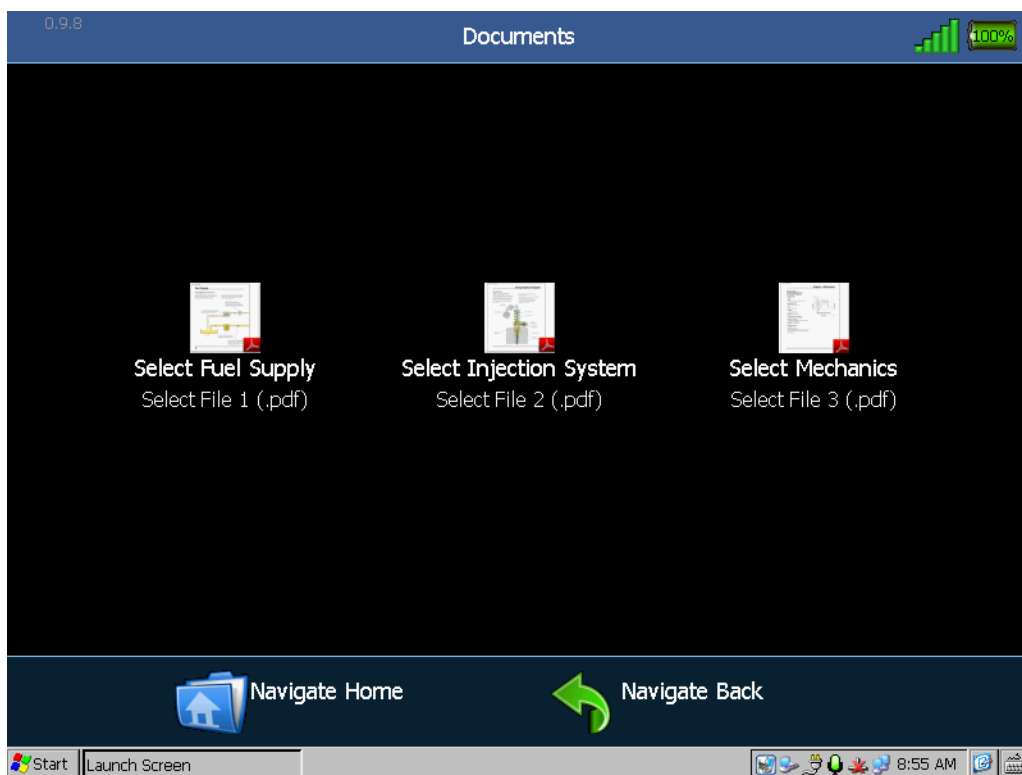 0.9.8
Documents
100%
Select Fuel Supply
Select File 1 (.pdf)
Select Injection System
Select File 2 (.pdf)
Select Mechanics
Select File 3 (.pdf)
Navigate Home
Navigate Back
Start
Launch Screen
8:55 AM